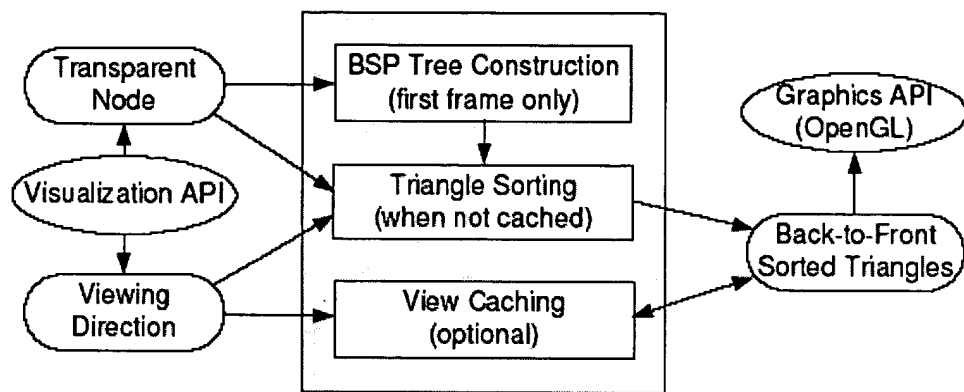 Transparent
Node
Visualization API
Viewing
Direction
BSP Tree Construction
(first frame only)
Triangle Sorting
(when not cached)
View Caching
(optional)
Graphics API
(OpenGL)
Back-to-Front
Sorted Triangles